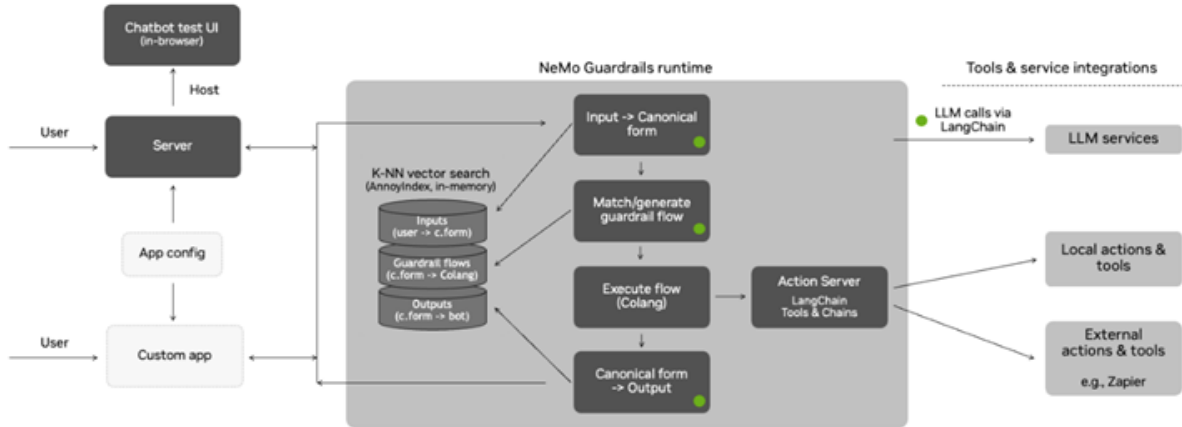 Chatbot test UI
(in-browser)
Host
User
Server
App config
User
Custom app
NeMo Guardrails runtime
Input -> Canonical
form
K-NN vector search
(AnnoyIndex, in-memory)
Inputs
(user -> c.form)
Guardrail flows
(c.form -> Colang)
Outputs
(c.form -> bot)
Match/generate
guardrail flow
Execute flow
(Colang)
Canonical form
-> Output
Action Server
LangChain
Tools & Chains
Tools & service integrations
LLM calls via
LangChain
LLM services
Local actions &
tools
External
actions & tools
e.g., Zapier